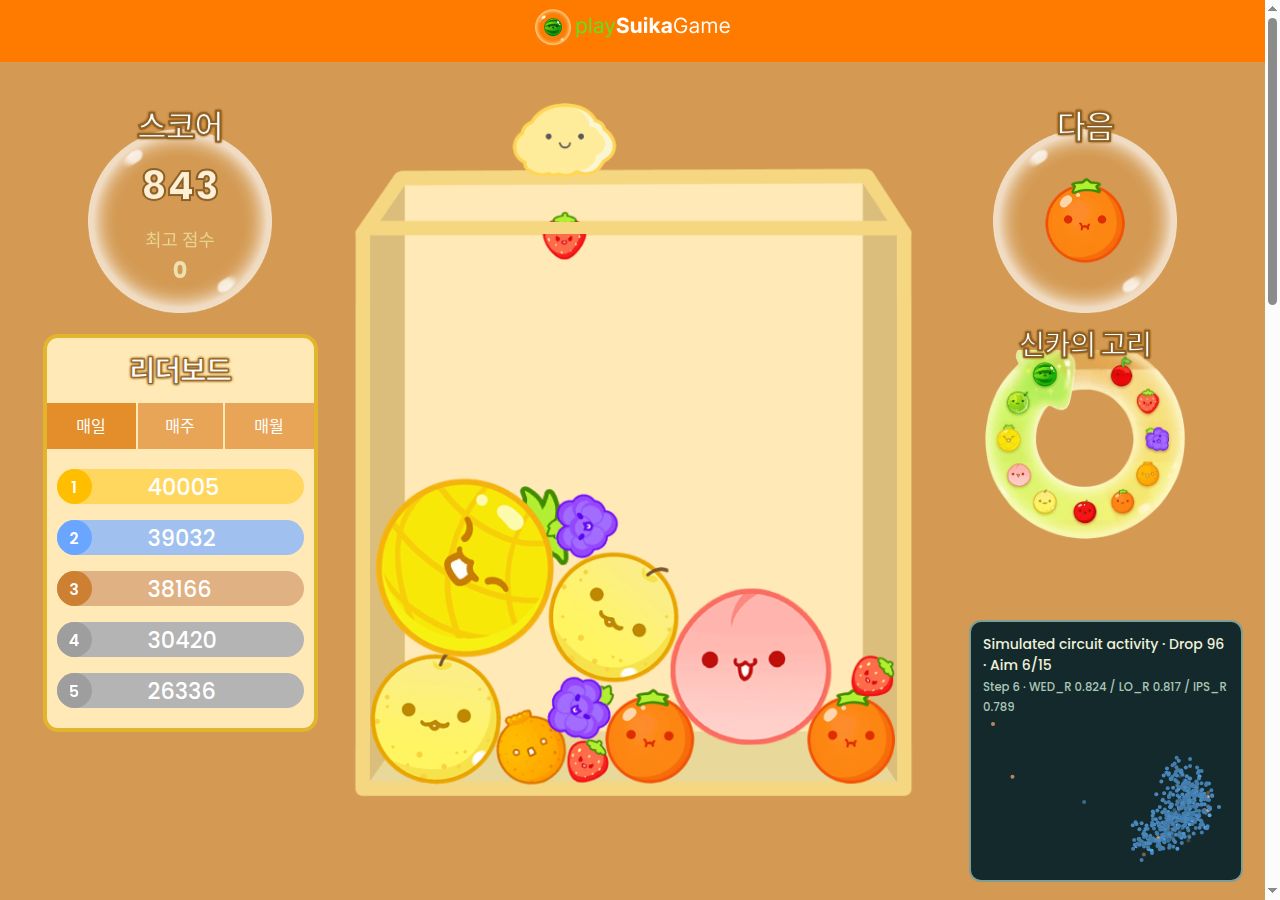 playSuikaGame
스코어
843
최고 점수
0
다음
신카의 고리
리더보드
매일 매주 매월
1 40005
2 39032
3 38166
4 30420
5 26336
Simulated circuit activity · Drop 96
· Aim 6/15
Step 6 · WED_R 0.824 / LO_R 0.817 / IPS_R
0.789